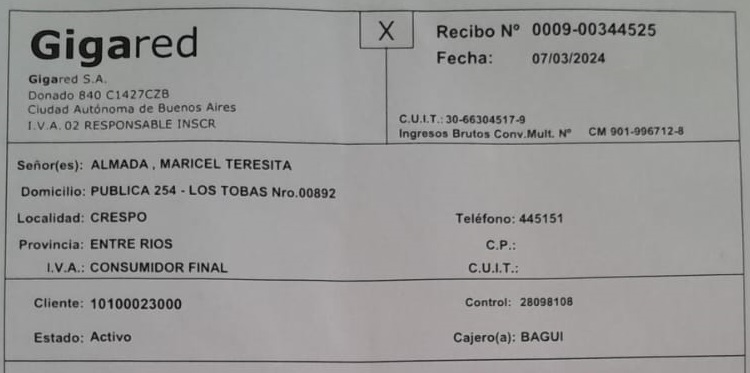 Gigared
X
Recibo Nº 0009-00344525
Fecha: 07/03/2024
Gigared S.A.
Donado 840 C1427CZB
Ciudad Autónoma de Buenos Aires
I.V.A. 02 RESPONSABLE INSCR
C.U.I.T.: 30-66304517-9
Ingresos Brutos Conv.Mult. Nº CM 901-996712-8
Señor(es): ALMADA , MARICEL TERESITA
Domicilio: PUBLICA 254 - LOS TOBAS Nro.00892
Localidad: CRESPO Teléfono: 445151
Provincia: ENTRE RIOS C.P.:
I.V.A.: CONSUMIDOR FINAL C.U.I.T.:
Cliente: 10100023000 Control: 28098108
Estado: Activo Cajero(a): BAGUI